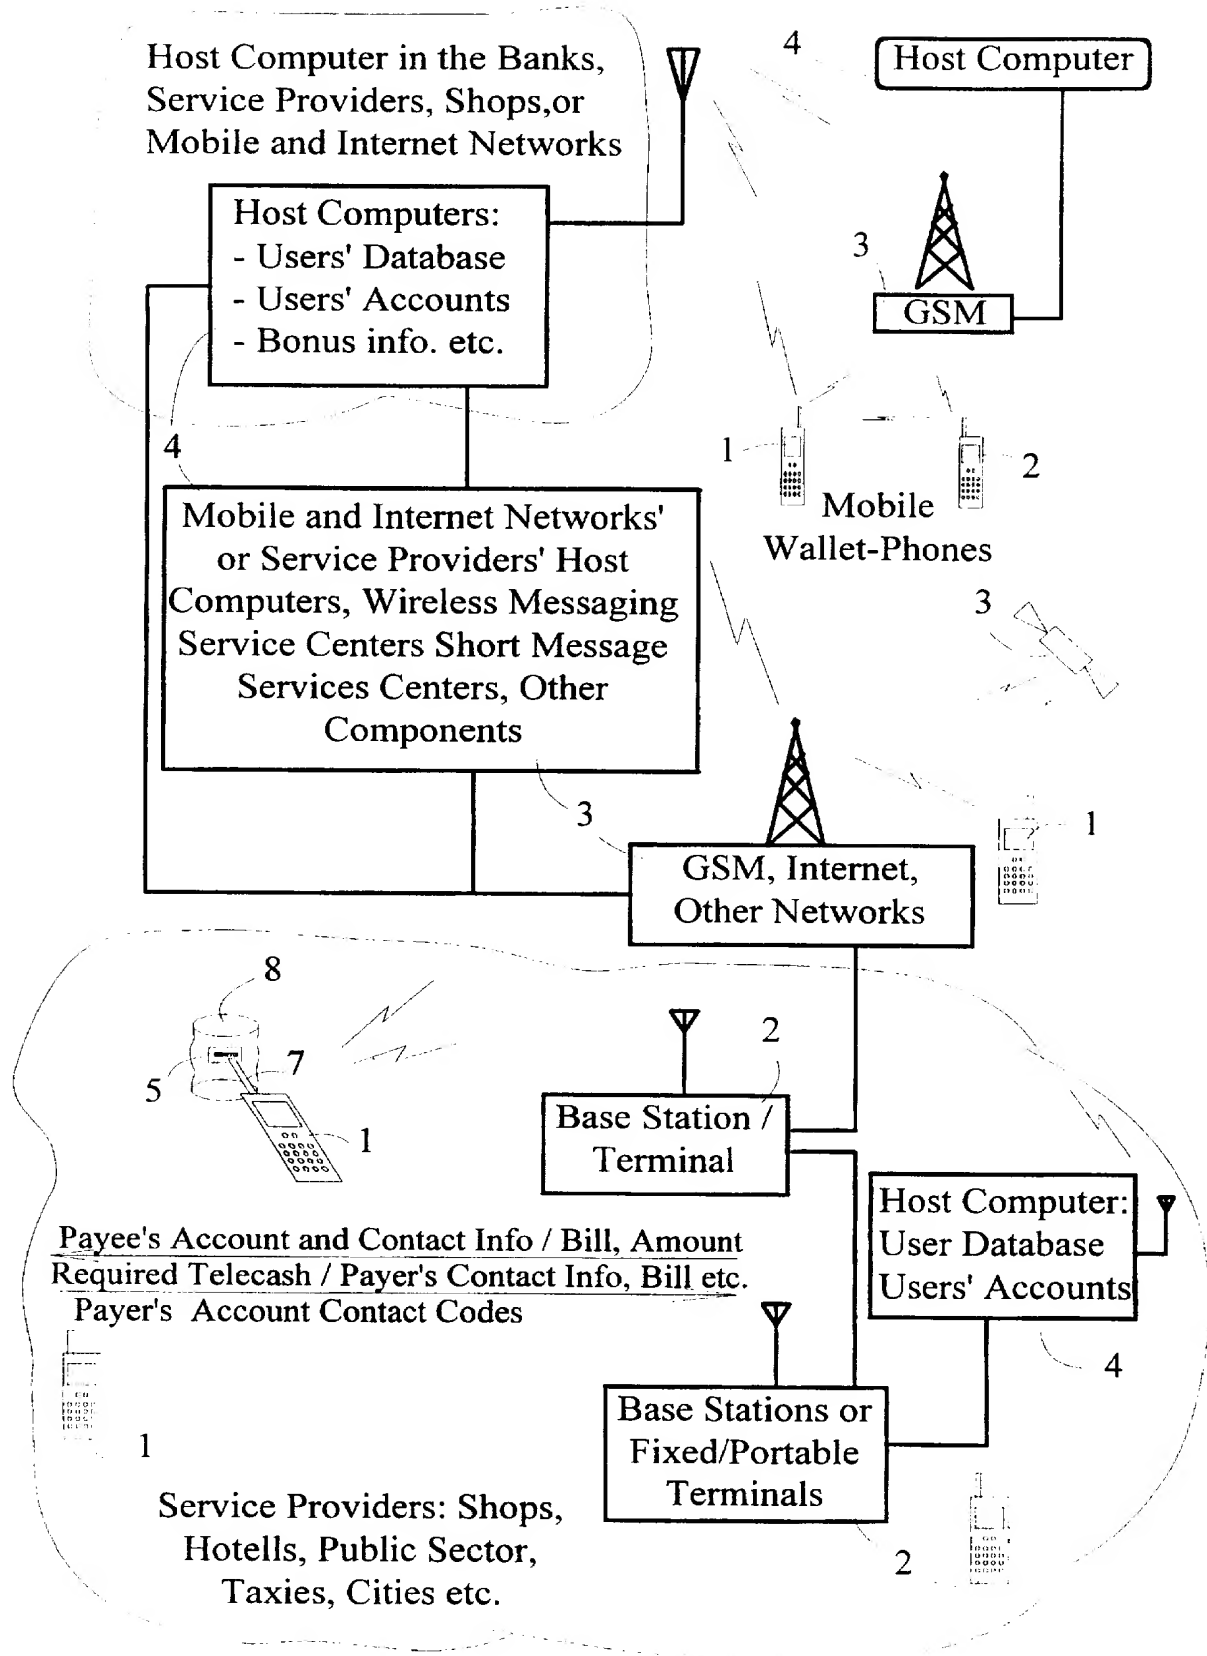 Host Computer in the Banks,
Service Providers, Shops,or
Mobile and Internet Networks
4
Host Computer
Host Computers:
- Users' Database
- Users' Accounts
- Bonus info. etc.
3
GSM
4
1
2
Mobile
Wallet-Phones
Mobile and Internet Networks'
or Service Providers' Host
Computers, Wireless Messaging
Service Centers Short Message
Services Centers, Other
Components
3
3
1
GSM, Internet,
Other Networks
8
5
7
1
2
Base Station /
Terminal
Host Computer:
User Database
Users' Accounts
4
Payee's Account and Contact Info / Bill, Amount
Required Telecash / Payer's Contact Info, Bill etc.
Payer's Account Contact Codes
1
Base Stations or
Fixed/Portable
Terminals
2
Service Providers: Shops,
Hotells, Public Sector,
Taxies, Cities etc.